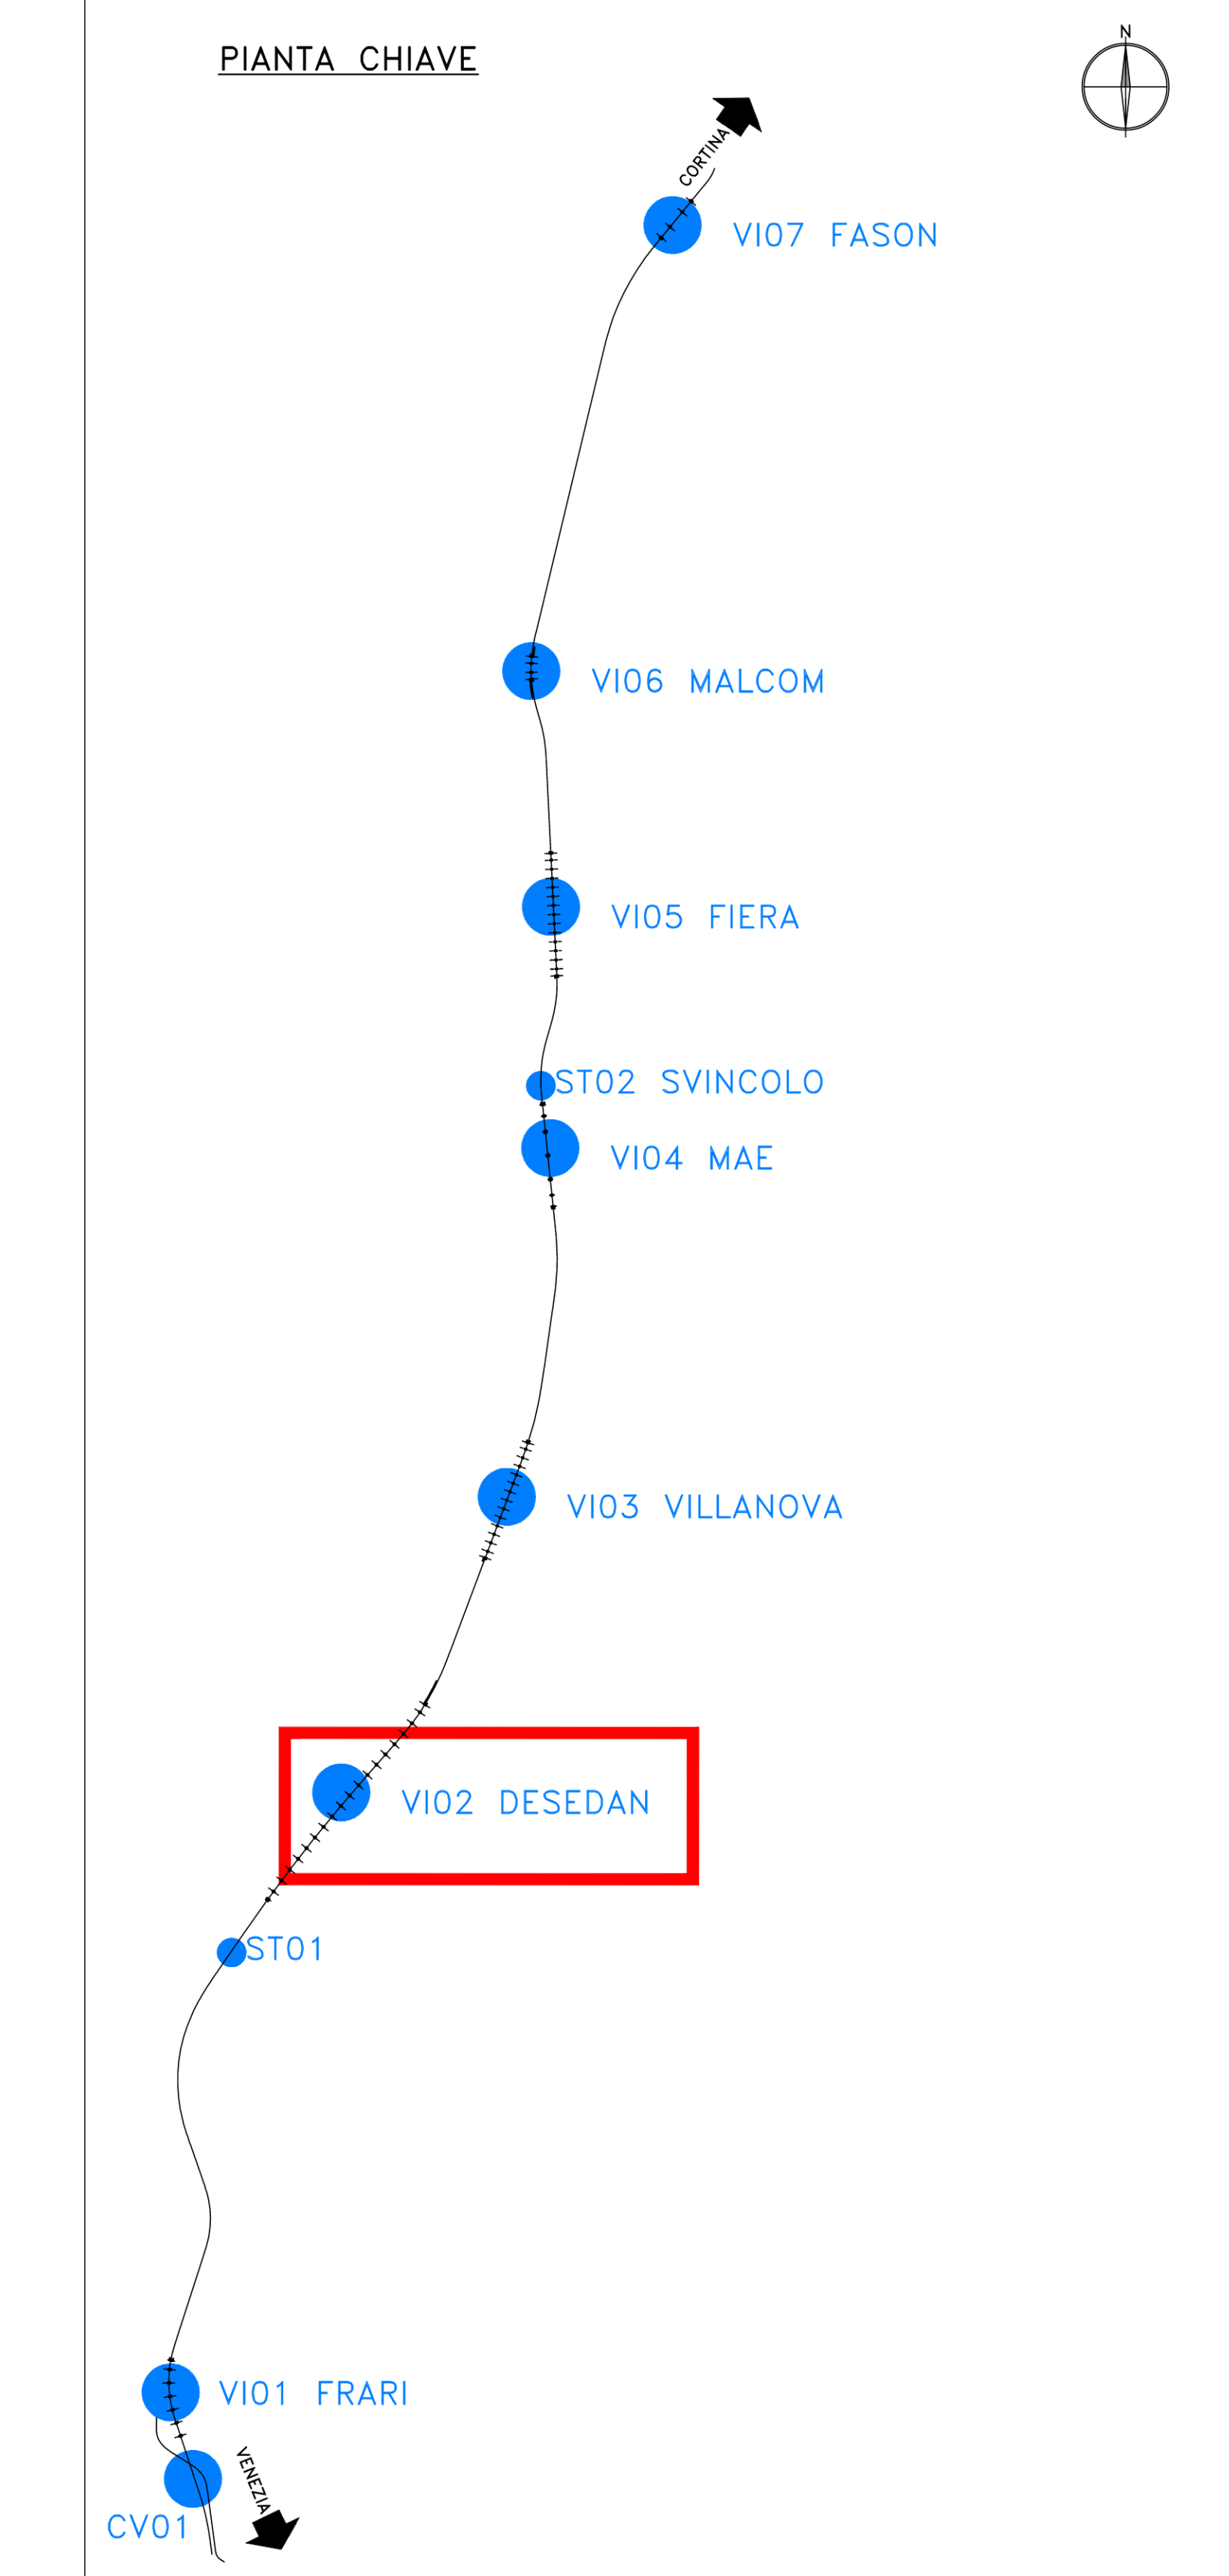 N
PIANTA CHIAVE
CORTINA
VI07 FASON
VI06 MALCOM
VI05 FIERA
ST02 SVINCOLO
VI04 MAE
VI03 VILLANOVA
VI02 DESEDAN
ST01
VI01 FRARI
VENEZIA
CV01